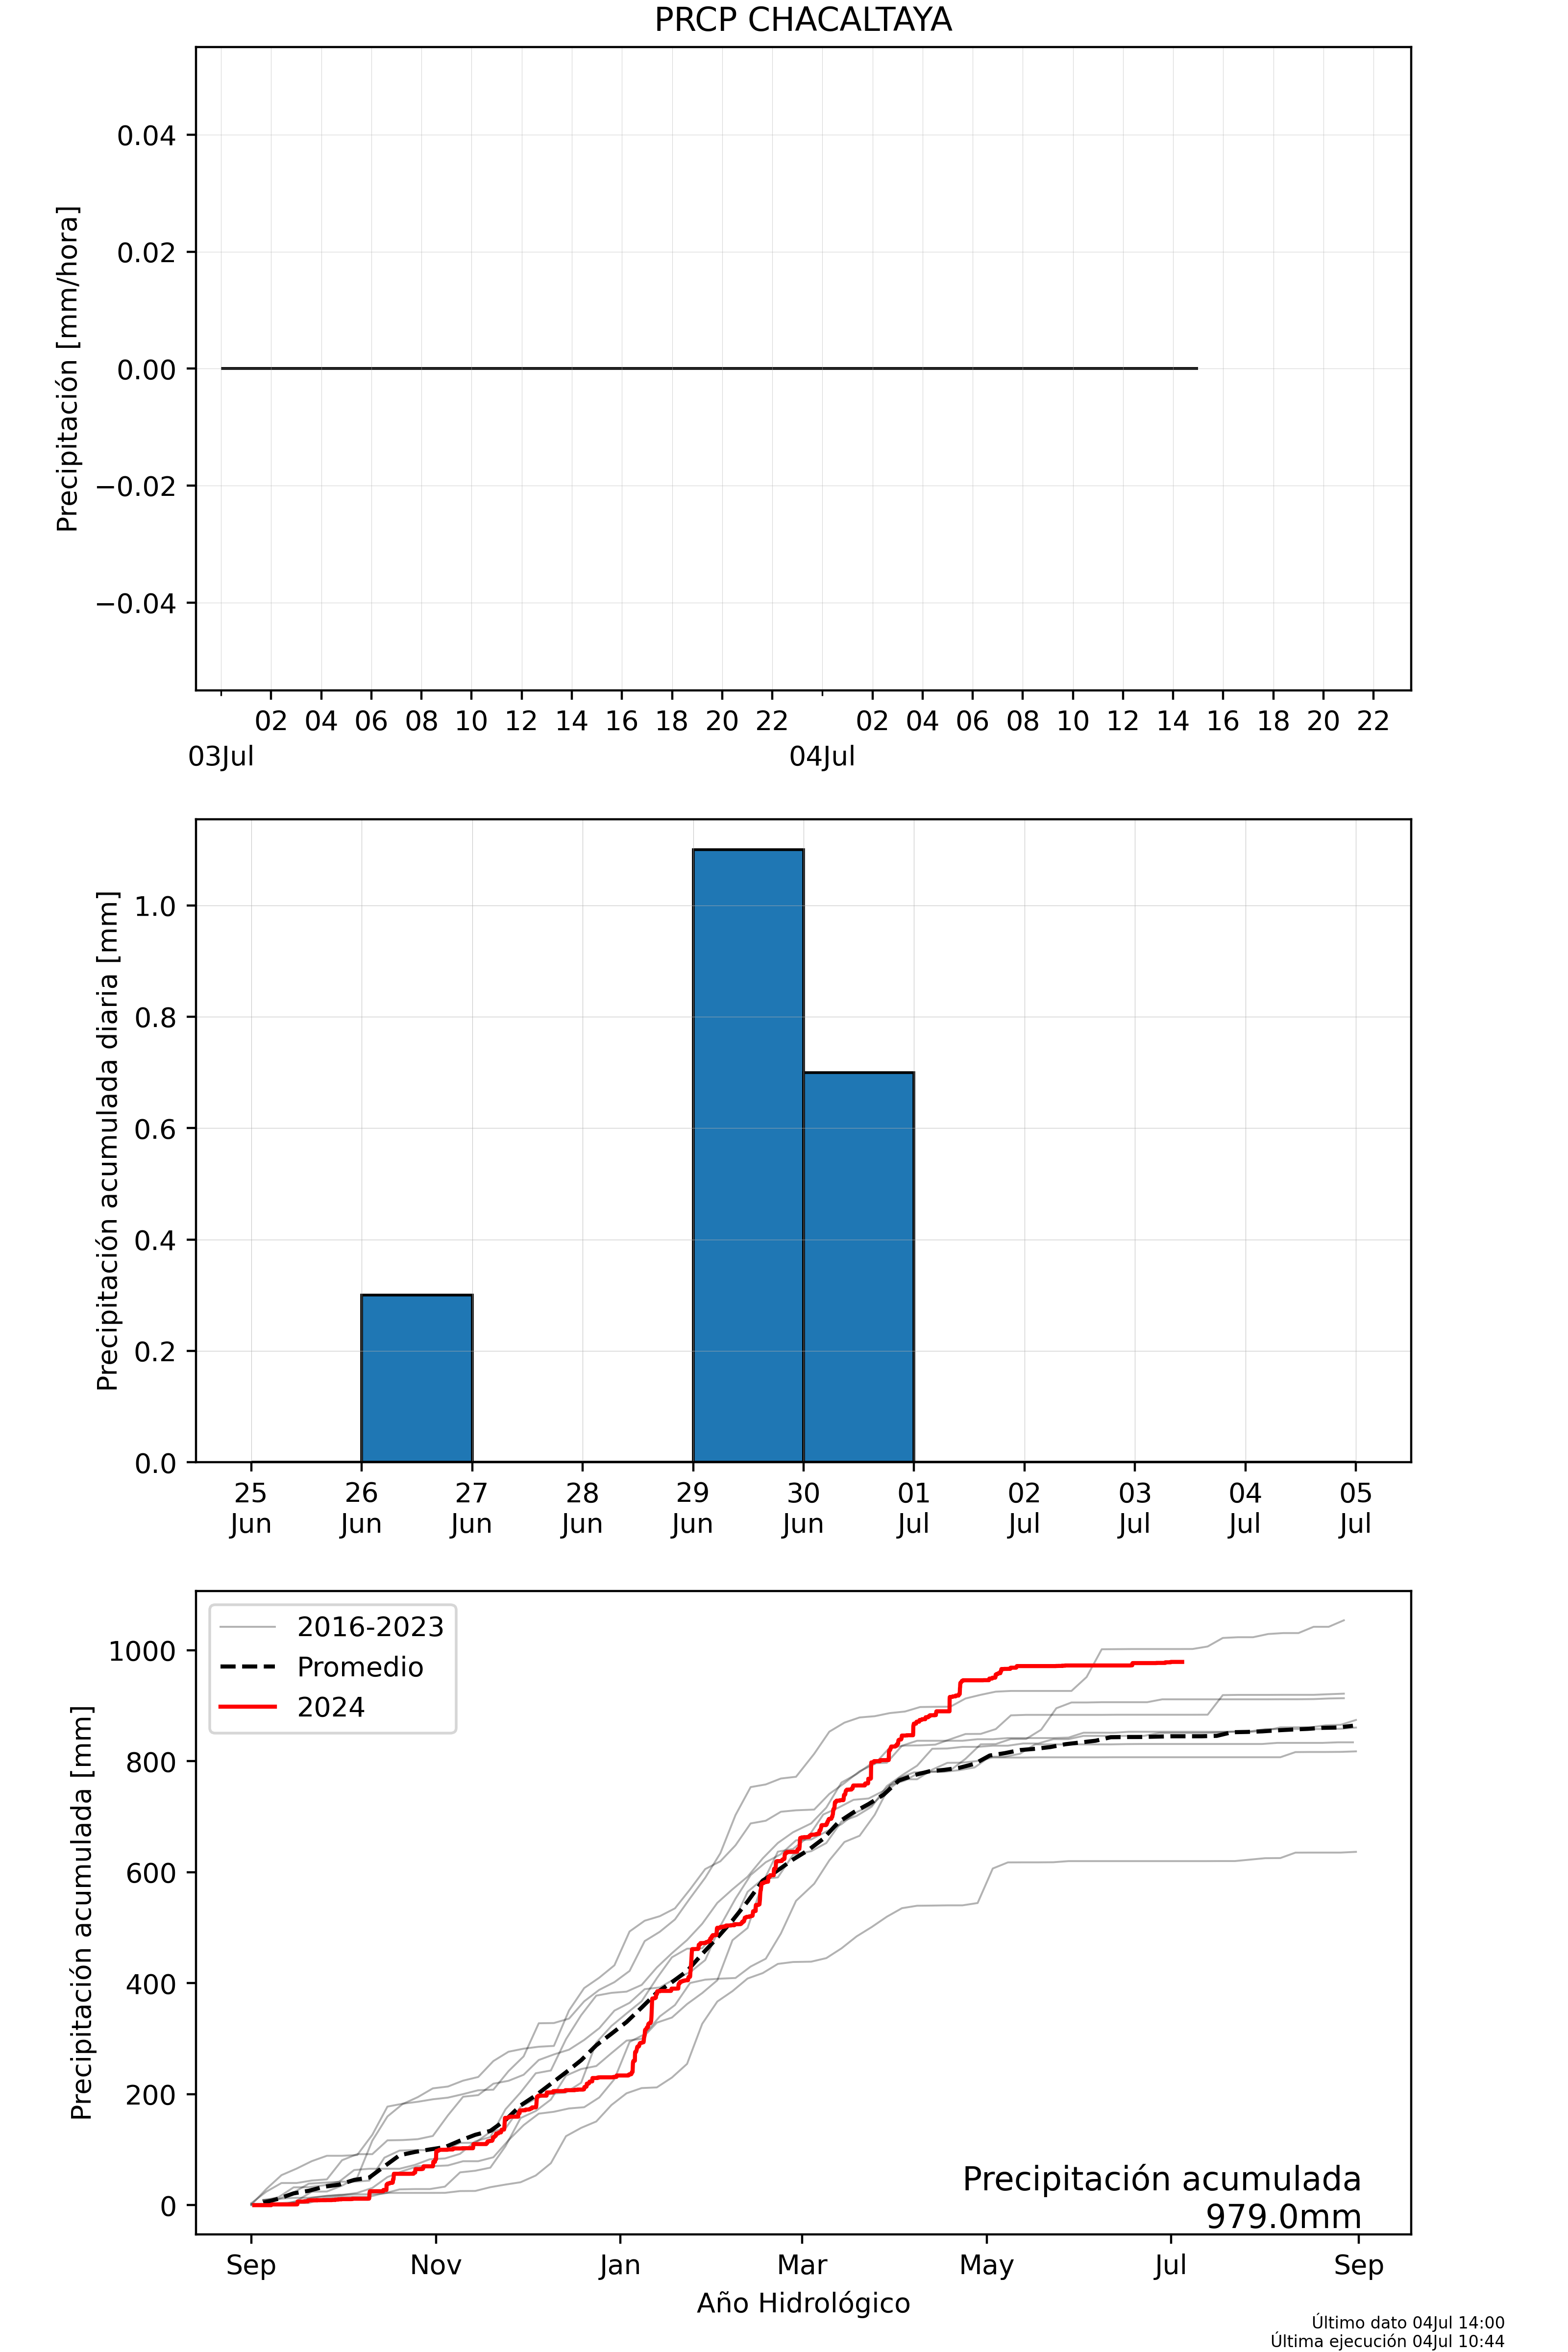 PRCP CHACALTAYA
Precipitación [mm/hora]
0.04
0.02
0.00
−0.02
−0.04
02 04 06 08 10 12 14 16 18 20 22 02 04 06 08 10 12 14 16 18 20 22
03Jul 04Jul
Precipitación acumulada diaria [mm]
1.0
0.8
0.6
0.4
0.2
0.0
25 26 27 28 29 30 01 02 03 04 05
Jun Jun Jun Jun Jun Jun Jul Jul Jul Jul Jul
Precipitación acumulada [mm]
1000
800
600
400
200
0
2016-2023
Promedio
2024
Precipitación acumulada
979.0mm
Sep Nov Jan Mar May Jul Sep
Año Hidrológico
Último dato 04Jul 14:00
Última ejecución 04Jul 10:44